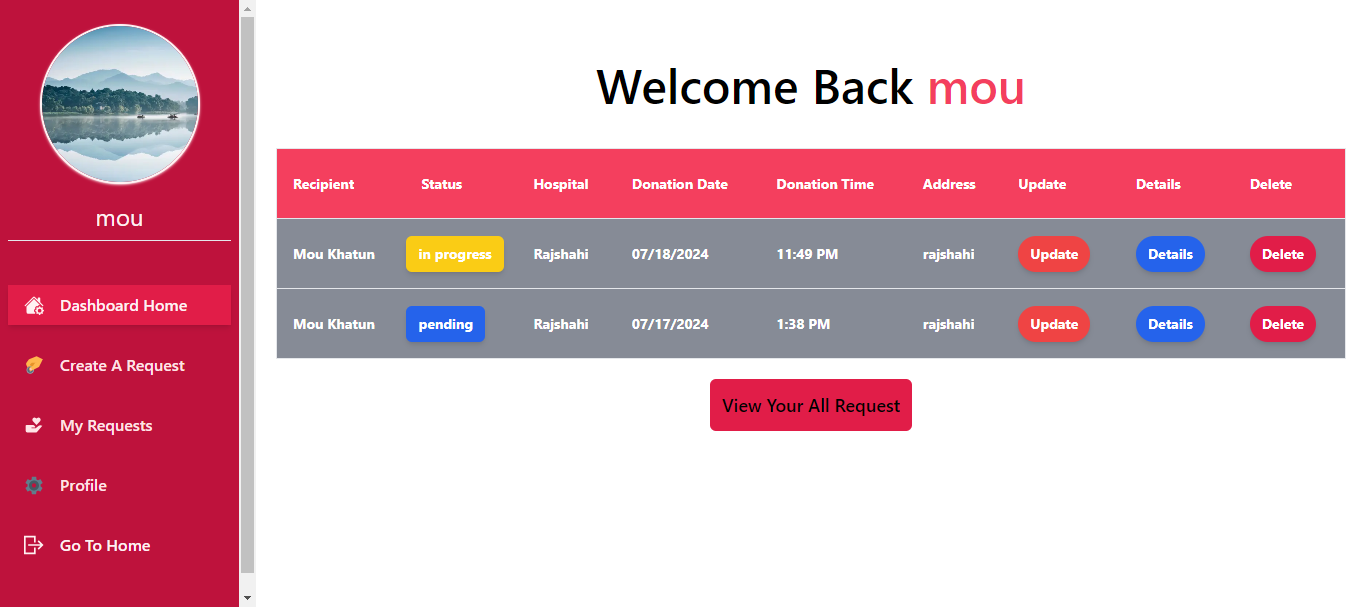 mou
Dashboard Home
Create A Request
My Requests
Profile
Go To Home
Welcome Back mou
Recipient Status Hospital Donation Date Donation Time Address Update Details Delete
Mou Khatun in progress Rajshahi 07/18/2024 11:49 PM rajshahi Update Details Delete
Mou Khatun pending Rajshahi 07/17/2024 1:38 PM rajshahi Update Details Delete
View Your All Request